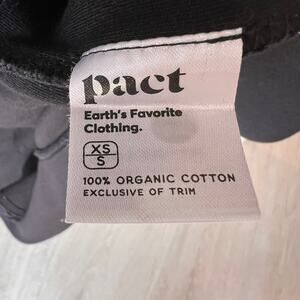 pact
Earth's Favorite
Clothing.
XS
S
100% ORGANIC COTTON
EXCLUSIVE OF TRIM